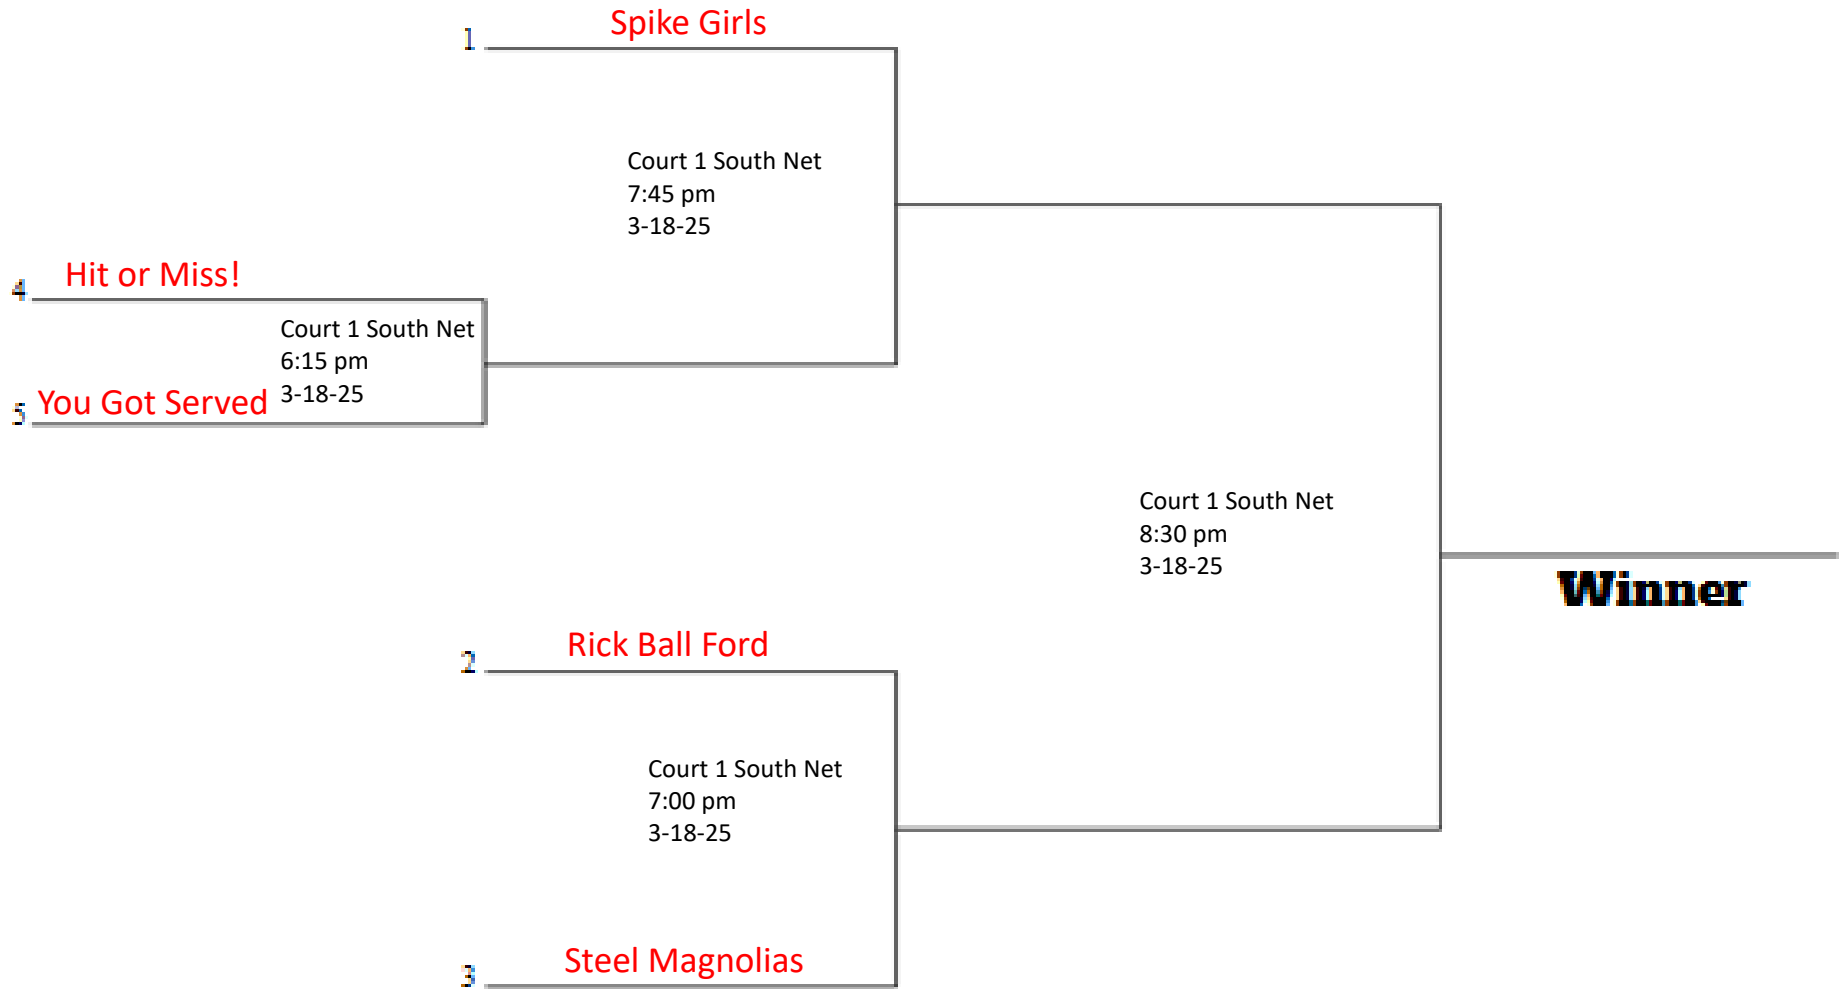 1 Spike Girls
Court 1 South Net
7:45 pm
3-18-25
4 Hit or Miss!
Court 1 South Net
6:15 pm
3-18-25
5 You Got Served
Court 1 South Net
8:30 pm
3-18-25
Winner
2 Rick Ball Ford
Court 1 South Net
7:00 pm
3-18-25
3 Steel Magnolias